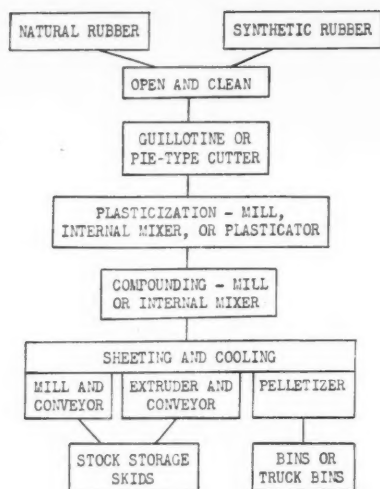 NATURAL RUBBER
SYNTHETIC RUBBER
OPEN AND CLEAN
GUILLOTINE OR
PIE-TYPE CUTTER
PLASTICIZATION - MILL,
INTERNAL MIXER, OR PLASTICATOR
COMPOUNDING - MILL
OR INTERNAL MIXER
SHEETING AND COOLING
MILL AND
CONVEYOR
EXTRUDER AND
CONVEYOR
PELLETIZER
STOCK STORAGE
SKIDS
BINS OR
TRUCK BINS